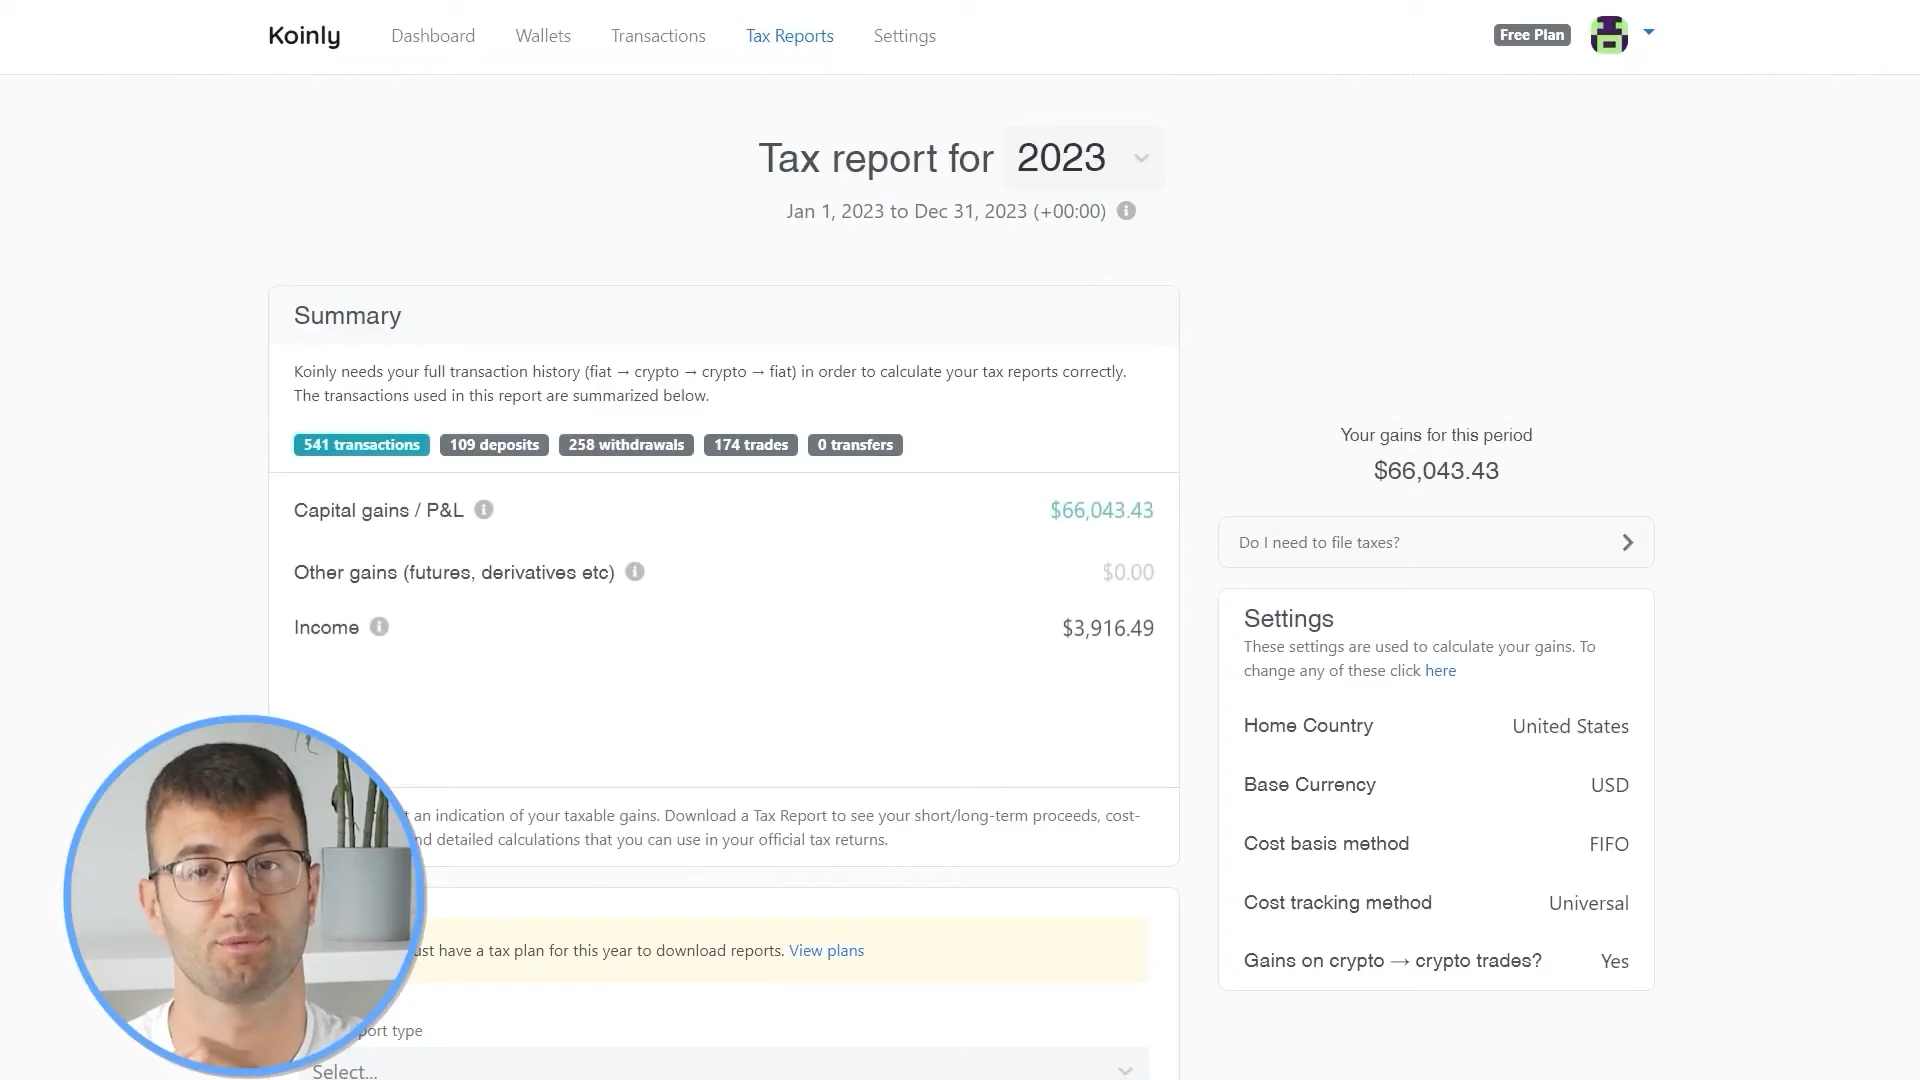 Koinly Dashboard Wallets Transactions Tax Reports Settings Free Plan
Tax report for 2023
Jan 1, 2023 to Dec 31, 2023 (+00:00)
Summary
Koinly needs your full transaction history (fiat → crypto → crypto → fiat) in order to calculate your tax reports correctly.
The transactions used in this report are summarized below.
541 transactions 109 deposits 258 withdrawals 174 trades 0 transfers
Capital gains / P&L $66,043.43
Other gains (futures, derivatives etc) $0.00
Income $3,916.49
an indication of your taxable gains. Download a Tax Report to see your short/long-term proceeds, cost-
detailed calculations that you can use in your official tax returns.
have a tax plan for this year to download reports. View plans
type
Select...
Your gains for this period
$66,043.43
Do I need to file taxes?
Settings
These settings are used to calculate your gains. To
change any of these click here
Home Country United States
Base Currency USD
Cost basis method FIFO
Cost tracking method Universal
Gains on crypto → crypto trades? Yes